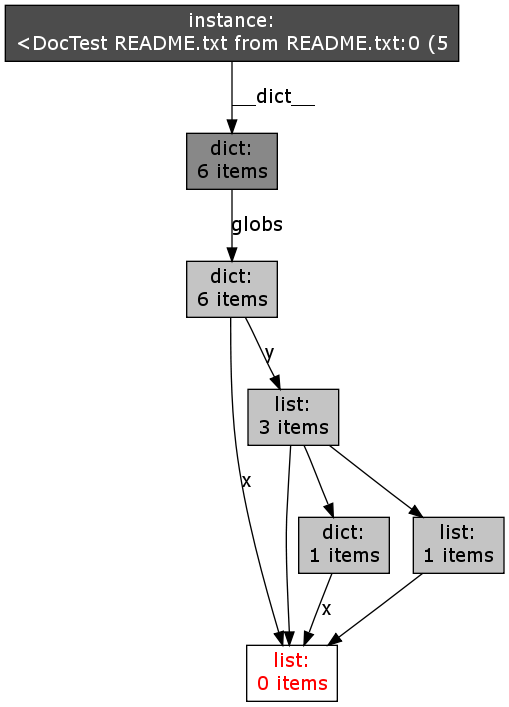 instance:
<DocTest README.txt from README.txt:0 (5
__dict__
dict:
6 items
globs
dict:
6 items
y
list:
3 items
x
dict:
1 items
list:
1 items
x
list:
0 items